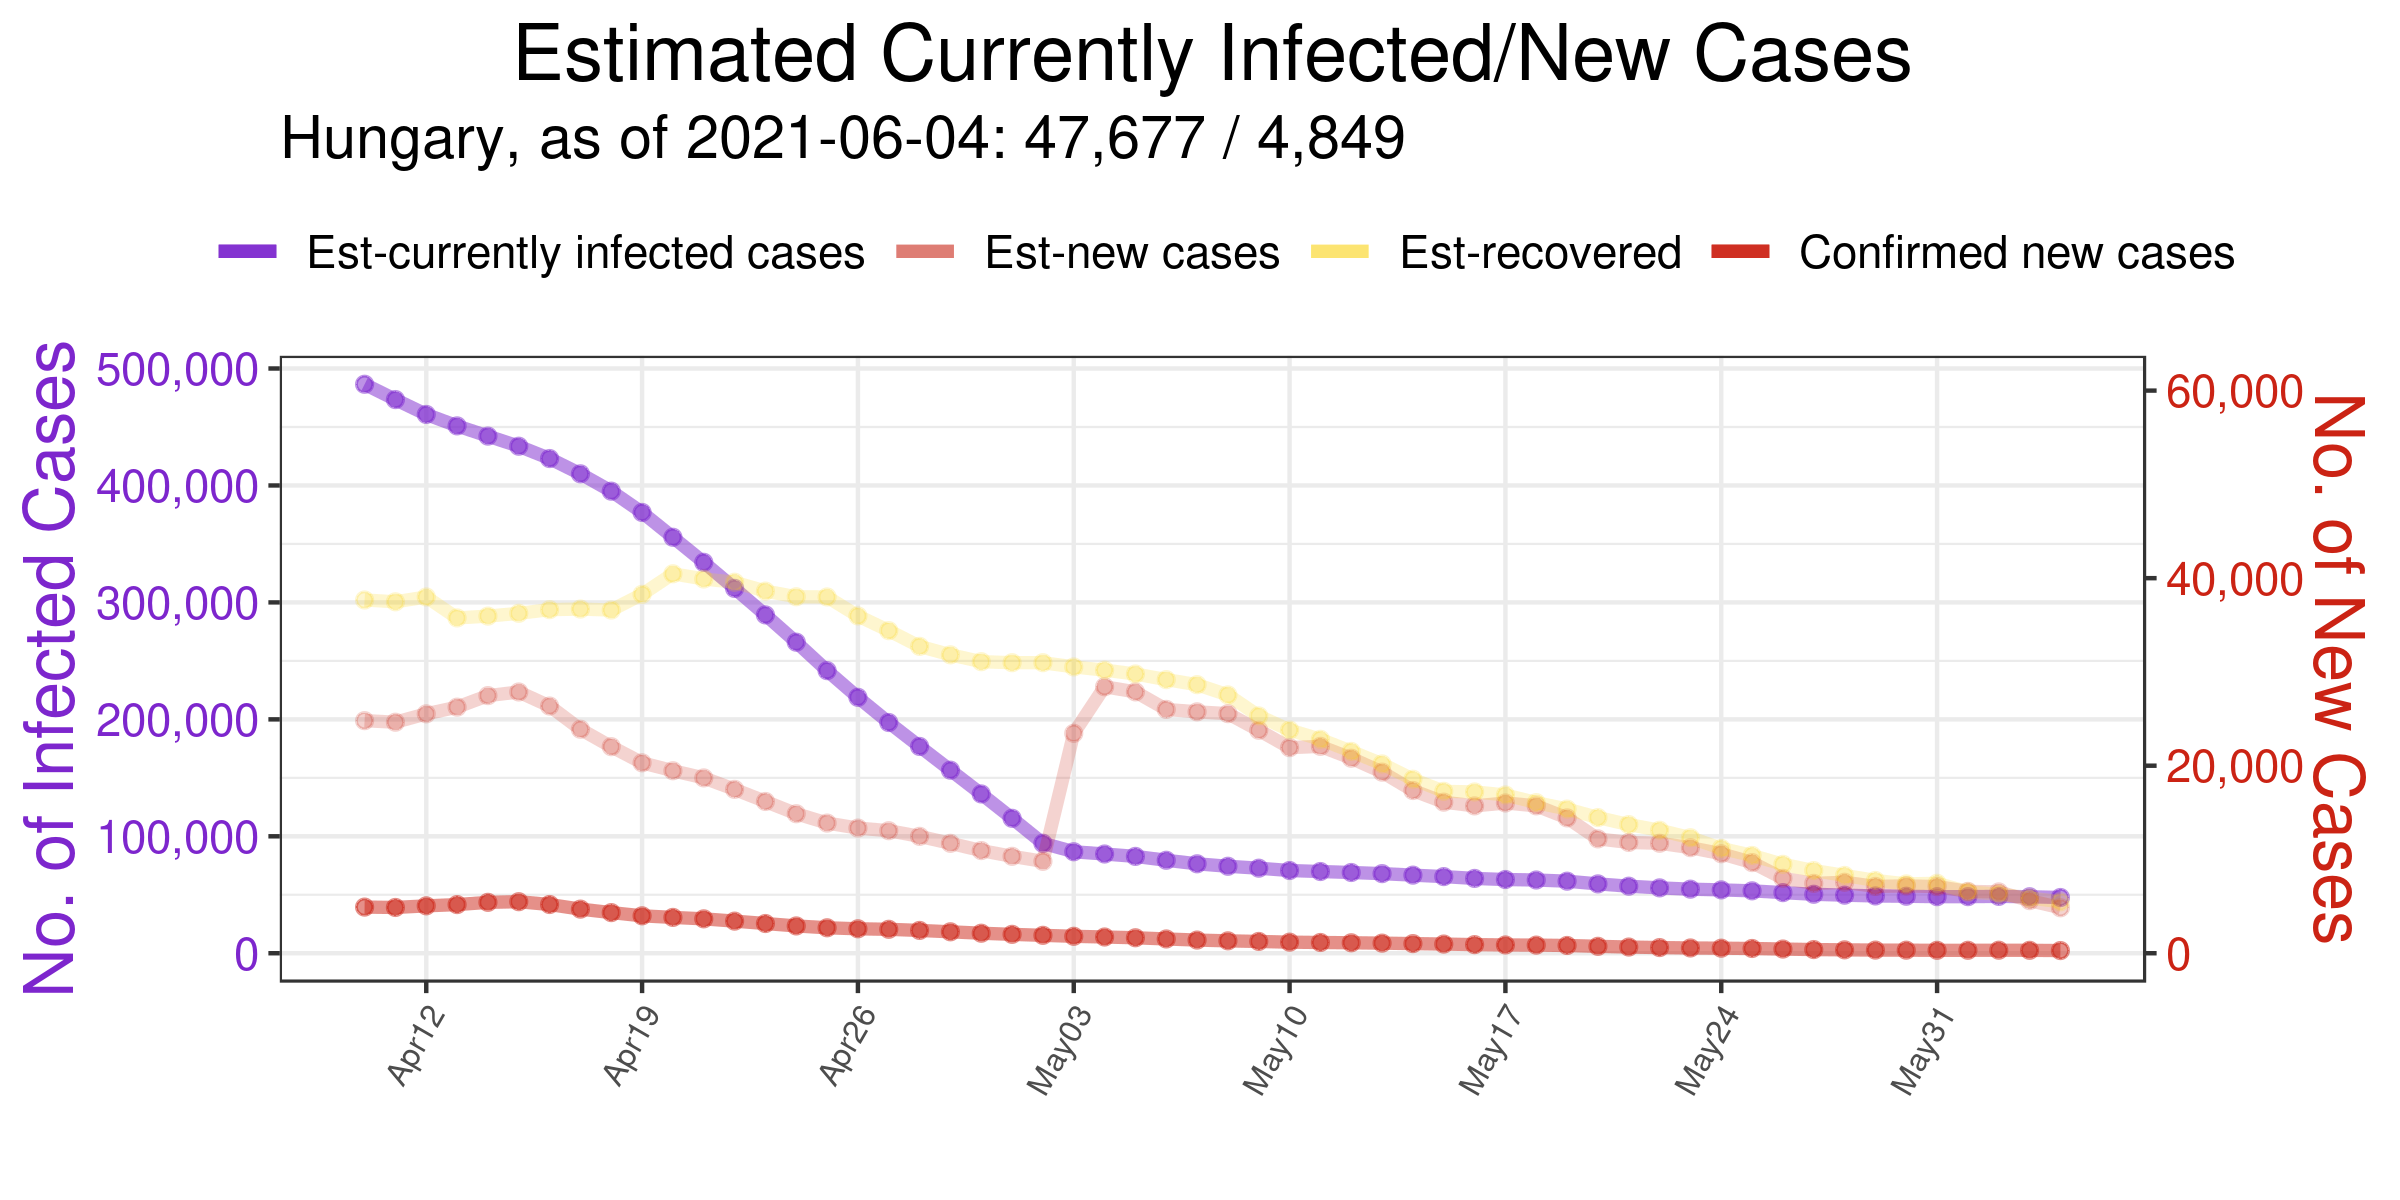 Estimated Currently Infected/New Cases
Hungary, as of 2021-06-04: 47,677 / 4,849
Est-currently infected cases Est-new cases Est-recovered Confirmed new cases
No. of Infected Cases
500,000
400,000
300,000
200,000
100,000
0
60,000
40,000
20,000
0
No. of New Cases
Apr12 Apr19 Apr26 May03 May10 May17 May24 May31